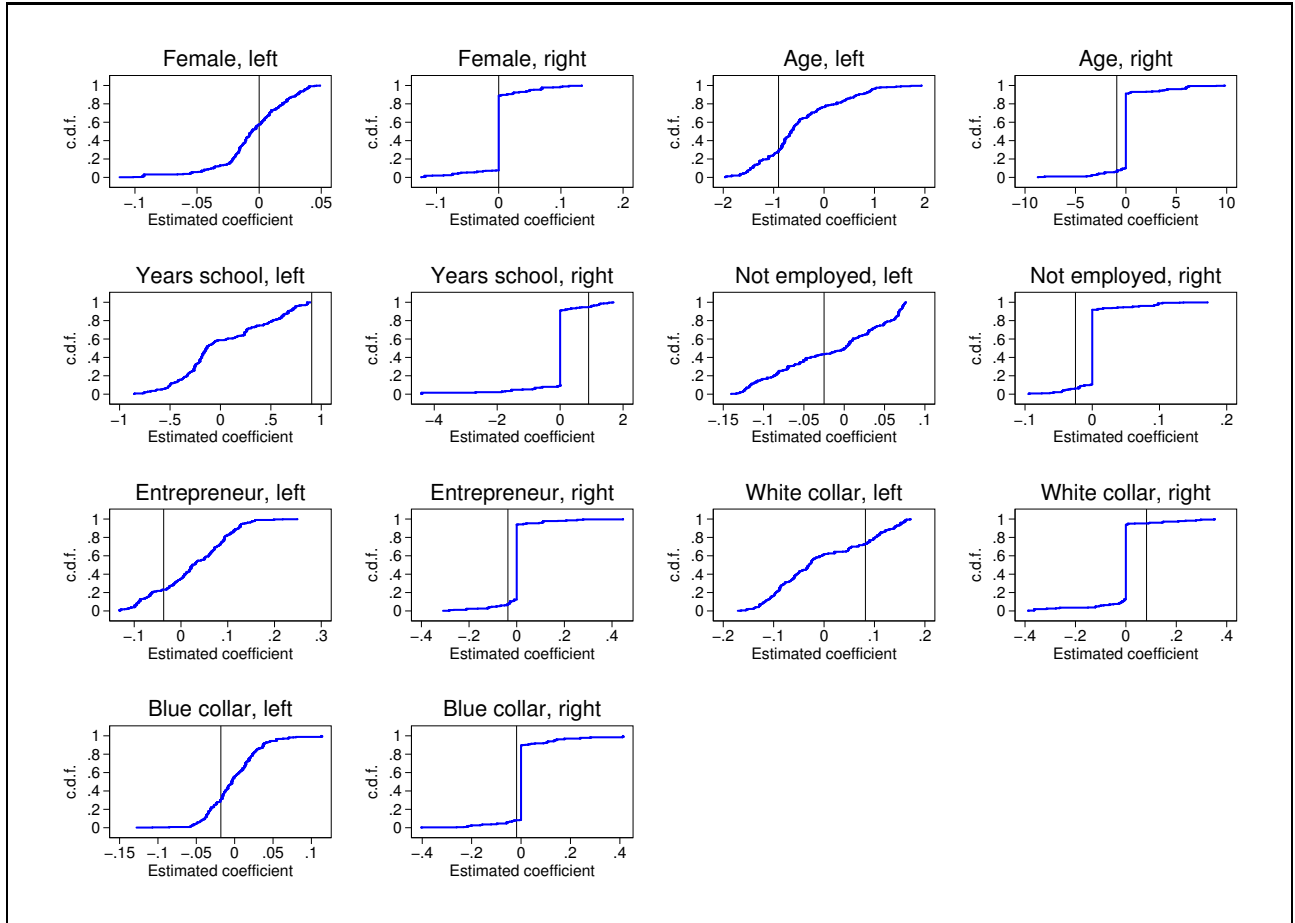 Female, left
1
.8
.6
.4
.2
0
c.d.f.
−.1 −.05 0 .05
Estimated coefficient
Female, right
1
.8
.6
.4
.2
0
c.d.f.
−.1 0 .1 .2
Estimated coefficient
Age, left
1
.8
.6
.4
.2
0
c.d.f.
−2 −1 0 1 2
Estimated coefficient
Age, right
1
.8
.6
.4
.2
0
c.d.f.
−10 −5 0 5 10
Estimated coefficient
Years school, left
1
.8
.6
.4
.2
0
c.d.f.
−1 −.5 0 .5 1
Estimated coefficient
Years school, right
1
.8
.6
.4
.2
0
c.d.f.
−4 −2 0 2
Estimated coefficient
Not employed, left
1
.8
.6
.4
.2
0
c.d.f.
−.15 −.1 −.05 0 .05 .1
Estimated coefficient
Not employed, right
1
.8
.6
.4
.2
0
c.d.f.
−.1 0 .1 .2
Estimated coefficient
Entrepreneur, left
1
.8
.6
.4
.2
0
c.d.f.
−.1 0 .1 .2 .3
Estimated coefficient
Entrepreneur, right
1
.8
.6
.4
.2
0
c.d.f.
−.4 −.2 0 .2 .4
Estimated coefficient
White collar, left
1
.8
.6
.4
.2
0
c.d.f.
−.2 −.1 0 .1 .2
Estimated coefficient
White collar, right
1
.8
.6
.4
.2
0
c.d.f.
−.4 −.2 0 .2 .4
Estimated coefficient
Blue collar, left
1
.8
.6
.4
.2
0
c.d.f.
−.15 −.1 −.05 0 .05 .1
Estimated coefficient
Blue collar, right
1
.8
.6
.4
.2
0
c.d.f.
−.4 −.2 0 .2 .4
Estimated coefficient